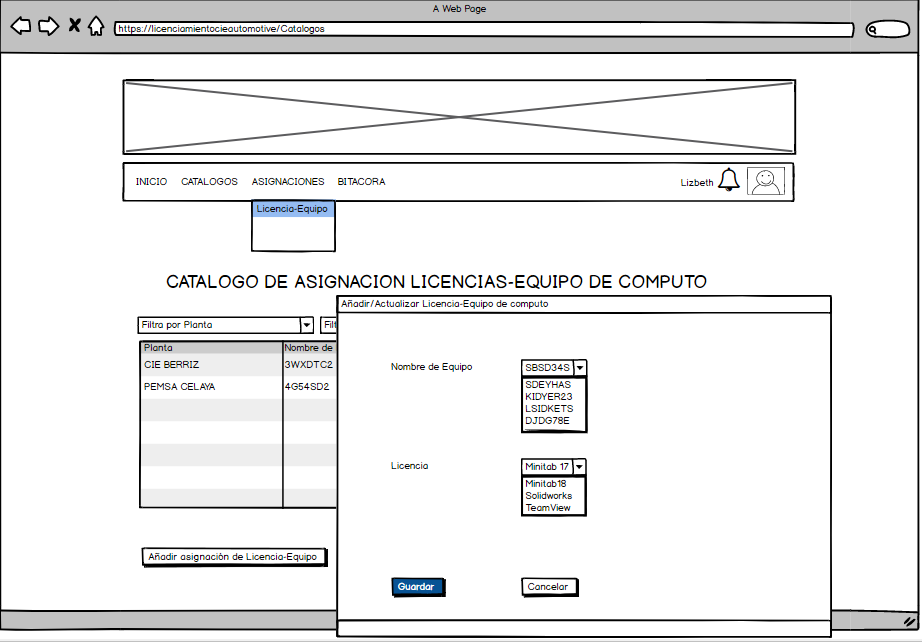 A Web Page
https://licenciamientocieautomotive/Catalogos
INICIO CATALOGOS ASIGNACIONES BITACORA Lizbeth
Licencia-Equipo
CATALOGO DE ASIGNACION LICENCIAS-EQUIPO DE COMPUTO
Añadir/Actualizar Licencia-Equipo de computo
Filtra por Planta Filt
Planta Nombre de
CIE BERRIZ 3WXDTC2
PEMSA CELAYA 4G54SD2
Nombre de Equipo SBSD34S
SDEYHAS
KIDYER23
LSIDKETS
DJDG78E
Licencia Minitab 17
Minitab18
Solidworks
TeamView
Añadir asignación de Licencia-Equipo
Guardar Cancelar